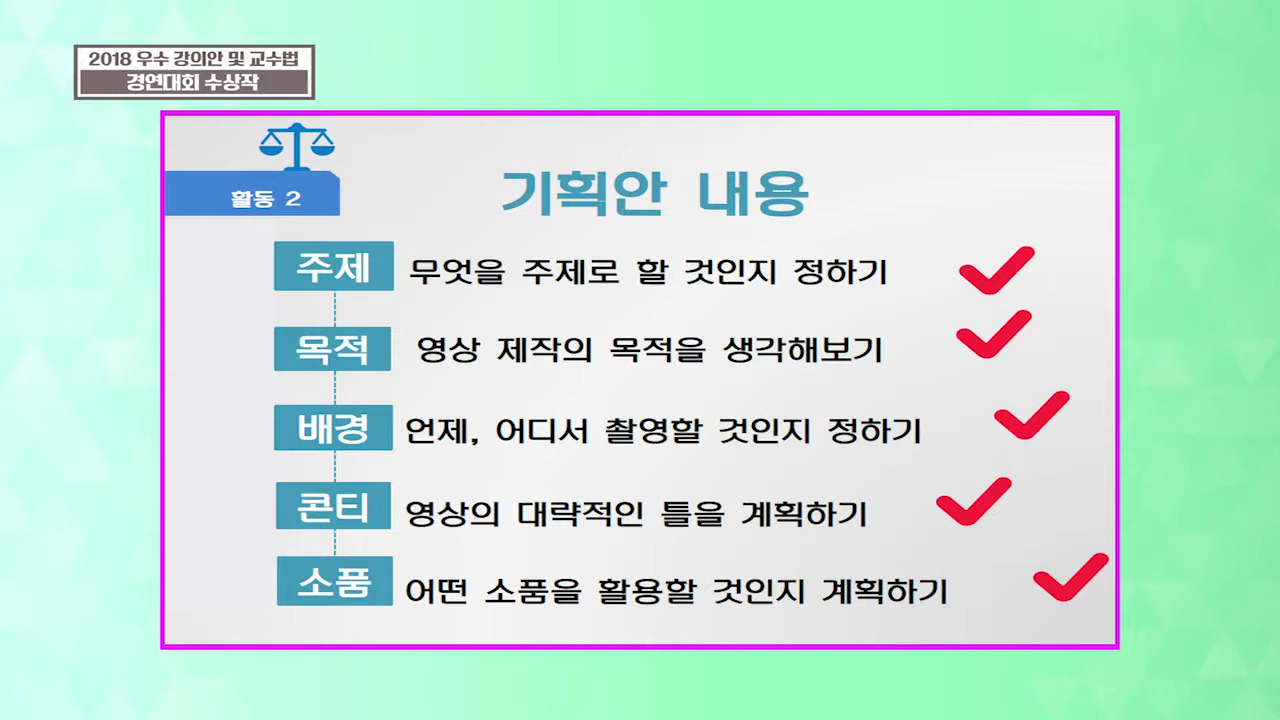 2018 우수 강의안 및 교수법
경연대회 수상작
활동 2
기획안 내용
주제 무엇을 주제로 할 것인지 정하기
목적 영상 제작의 목적을 생각해보기
배경 언제, 어디서 촬영할 것인지 정하기
콘티 영상의 대략적인 틀을 계획하기
소품 어떤 소품을 활용할 것인지 계획하기